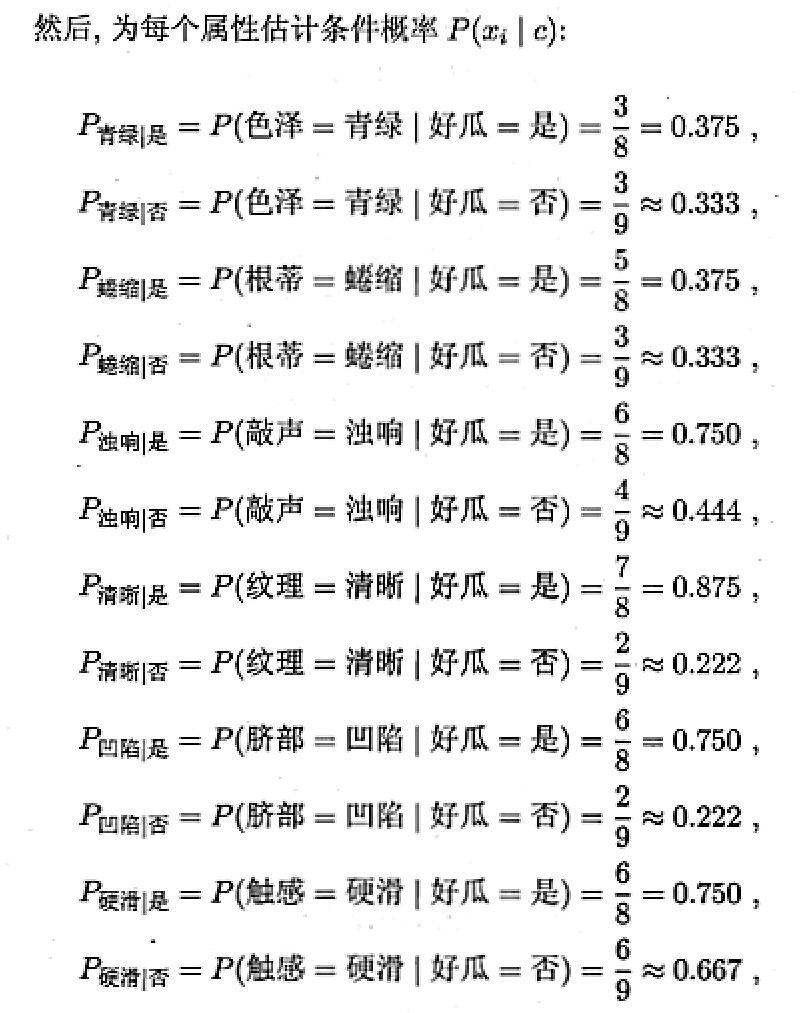 然后, 为每个属性估计条件概率 P(xᵢ | c):
P青绿|是 = P(色泽 = 青绿 | 好瓜 = 是) = 3/8 = 0.375 ,
P青绿|否 = P(色泽 = 青绿 | 好瓜 = 否) = 3/9 ≈ 0.333 ,
P蜷缩|是 = P(根蒂 = 蜷缩 | 好瓜 = 是) = 5/8 = 0.375 ,
P蜷缩|否 = P(根蒂 = 蜷缩 | 好瓜 = 否) = 3/9 ≈ 0.333 ,
P浊响|是 = P(敲声 = 浊响 | 好瓜 = 是) = 6/8 = 0.750 ,
P浊响|否 = P(敲声 = 浊响 | 好瓜 = 否) = 4/9 ≈ 0.444 ,
P清晰|是 = P(纹理 = 清晰 | 好瓜 = 是) = 7/8 = 0.875 ,
P清晰|否 = P(纹理 = 清晰 | 好瓜 = 否) = 2/9 ≈ 0.222 ,
P凹陷|是 = P(脐部 = 凹陷 | 好瓜 = 是) = 6/8 = 0.750 ,
P凹陷|否 = P(脐部 = 凹陷 | 好瓜 = 否) = 2/9 ≈ 0.222 ,
P硬滑|是 = P(触感 = 硬滑 | 好瓜 = 是) = 6/8 = 0.750 ,
P硬滑|否 = P(触感 = 硬滑 | 好瓜 = 否) = 6/9 ≈ 0.667 ,